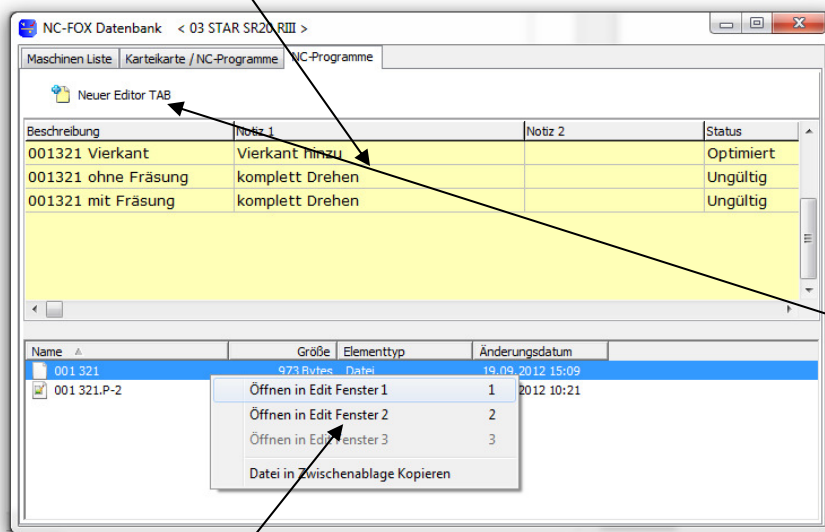 NC-FOX Datenbank < 03 STAR SR20 RIII >
Maschinen Liste Karteikarte / NC-Programme NC-Programme
Neuer Editor TAB
Beschreibung Notiz 1 Notiz 2 Status
001321 Vierkant Vierkant hinzu Optimiert
001321 ohne Fräsung komplett Drehen Ungültig
001321 mit Fräsung komplett Drehen Ungültig
Name Größe Elementtyp Änderungsdatum
001 321 973 Bytes Datei 19.09.2012 15:09
001 321.P-2 2012 10:21
Öffnen in Edit Fenster 1 1
Öffnen in Edit Fenster 2 2
Öffnen in Edit Fenster 3 3
Datei in Zwischenablage Kopieren